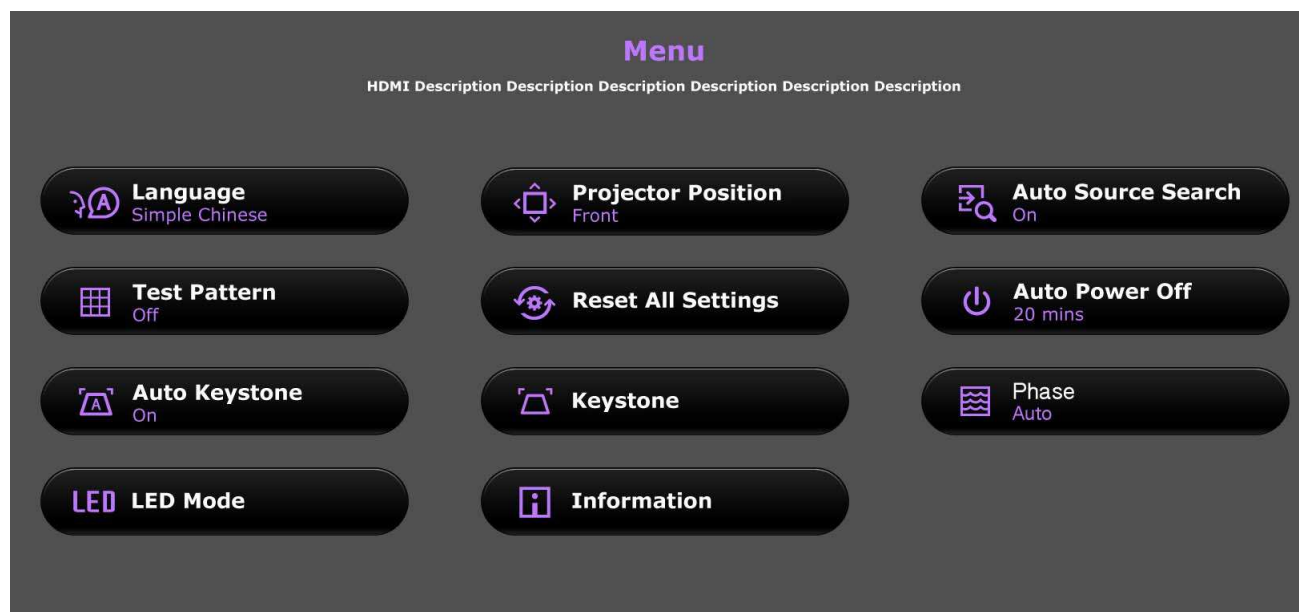 Menu
HDMI Description Description Description Description Description Description
Language
Simple Chinese
Projector Position
Front
Auto Source Search
On
Test Pattern
Off
Reset All Settings
Auto Power Off
20 mins
A
Auto Keystone
On
Keystone
Phase
Auto
LED LED Mode
Information